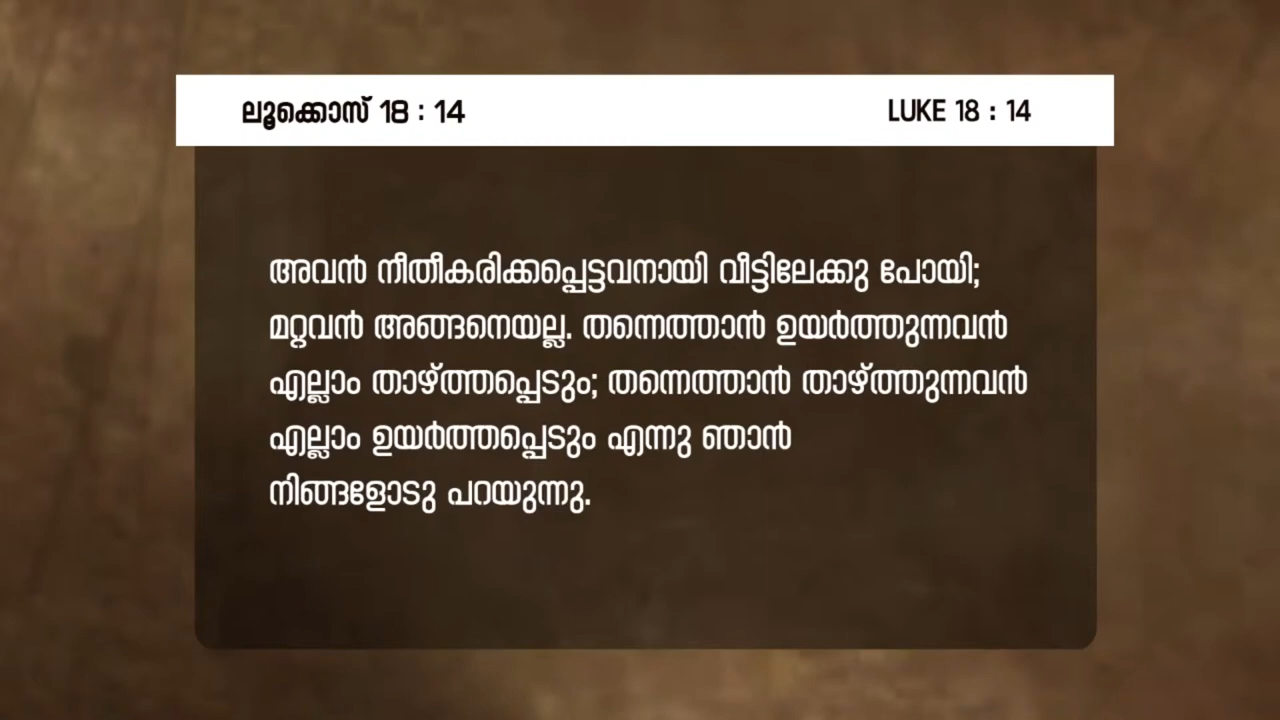 ലൂക്കൊസ് 18 : 14 LUKE 18 : 14
അവൻ നീതീകരിക്കപ്പെട്ടവനായി വീട്ടിലേക്കു പോയി;
മറ്റവൻ അങ്ങനെയല്ല. തന്നെത്താൻ ഉയർത്തുന്നവൻ
എല്ലാം താഴ്ത്തപ്പെടും; തന്നെത്താൻ താഴ്ത്തുന്നവൻ
എല്ലാം ഉയർത്തപ്പെടും എന്നു ഞാൻ
നിങ്ങളോടു പറയുന്നു.